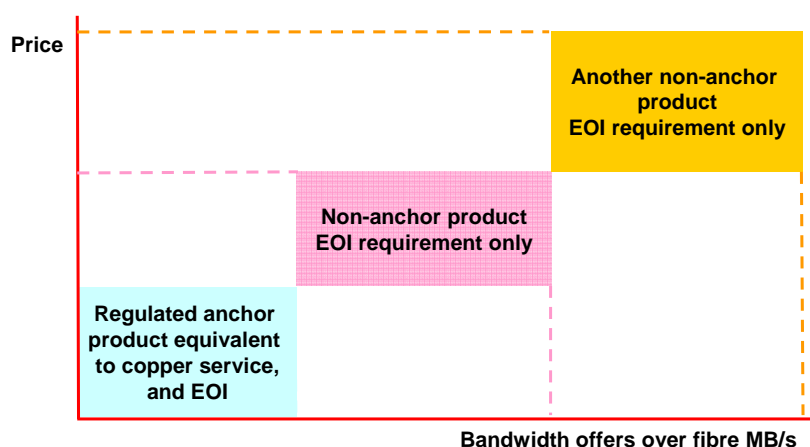 Price
Another non-anchor
product
EOI requirement only
Non-anchor product
EOI requirement only
Regulated anchor
product equivalent
to copper service,
and EOI
Bandwidth offers over fibre MB/s